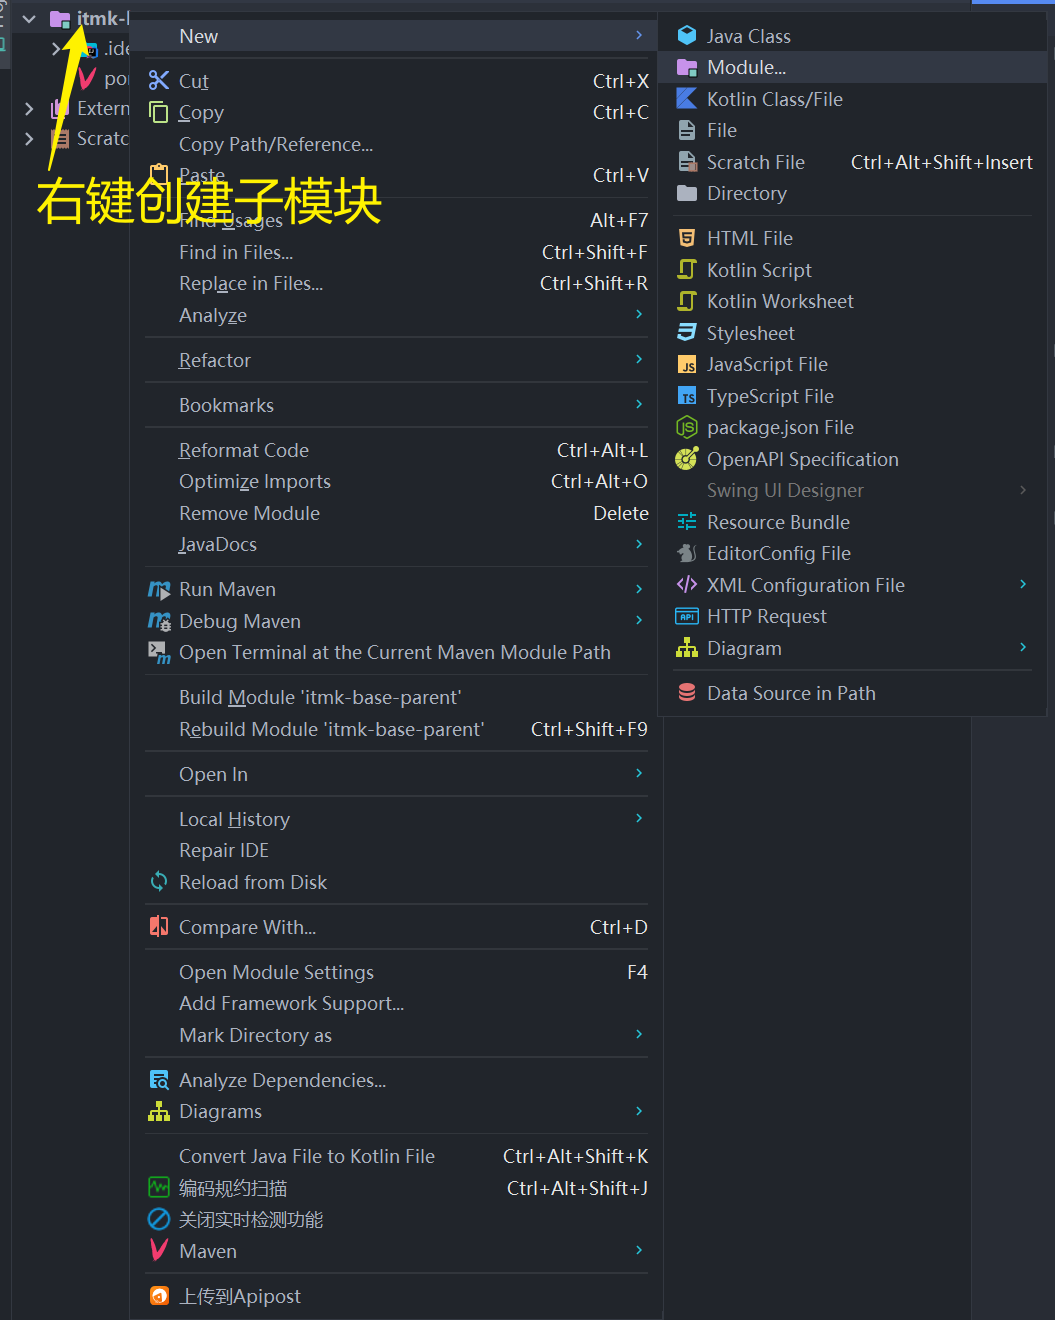 itmk-
.ide
po
Extern
Scratc
右键创建子模块
New
Cut Ctrl+X
Copy Ctrl+C
Copy Path/Reference...
Paste Ctrl+V
Find Usages Alt+F7
Find in Files... Ctrl+Shift+F
Replace in Files... Ctrl+Shift+R
Analyze
Refactor
Bookmarks
Reformat Code Ctrl+Alt+L
Optimize Imports Ctrl+Alt+O
Remove Module Delete
JavaDocs
Run Maven
Debug Maven
Open Terminal at the Current Maven Module Path
Build Module 'itmk-base-parent'
Rebuild Module 'itmk-base-parent' Ctrl+Shift+F9
Open In
Local History
Repair IDE
Reload from Disk
Compare With... Ctrl+D
Open Module Settings F4
Add Framework Support...
Mark Directory as
Analyze Dependencies...
Diagrams
Convert Java File to Kotlin File Ctrl+Alt+Shift+K
编码规约扫描 Ctrl+Alt+Shift+J
关闭实时检测功能
Maven
上传到Apipost
Java Class
Module...
Kotlin Class/File
File
Scratch File Ctrl+Alt+Shift+Insert
Directory
HTML File
Kotlin Script
Kotlin Worksheet
Stylesheet
JavaScript File
TypeScript File
package.json File
OpenAPI Specification
Swing UI Designer
Resource Bundle
EditorConfig File
XML Configuration File
HTTP Request
Diagram
Data Source in Path